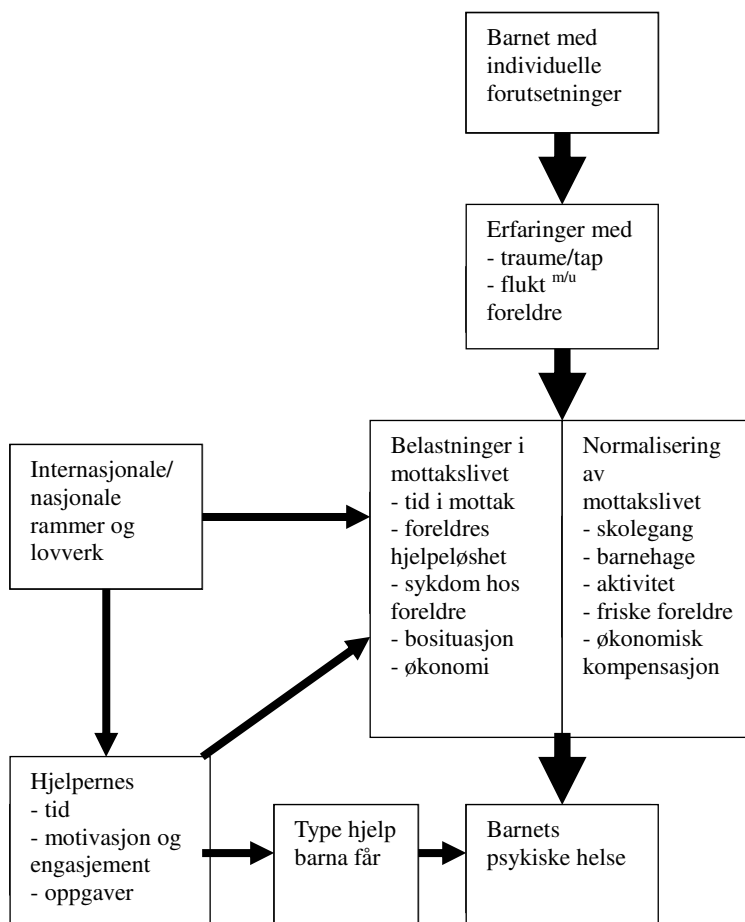 Barnet med
individuelle
forutsetninger
Erfaringer med
- traume/tap
- flukt m/u
foreldre
Internasjonale/
nasjonale
rammer og
lovverk
Belastninger i
mottakslivet
- tid i mottak
- foreldres
hjelpeløshet
- sykdom hos
foreldre
- bosituasjon
- økonomi
Normalisering
av
mottakslivet
- skolegang
- barnehage
- aktivitet
- friske foreldre
- økonomisk
kompensasjon
Hjelpernes
- tid
- motivasjon og
engasjement
- oppgaver
Type hjelp
barna får
Barnets
psykiske helse